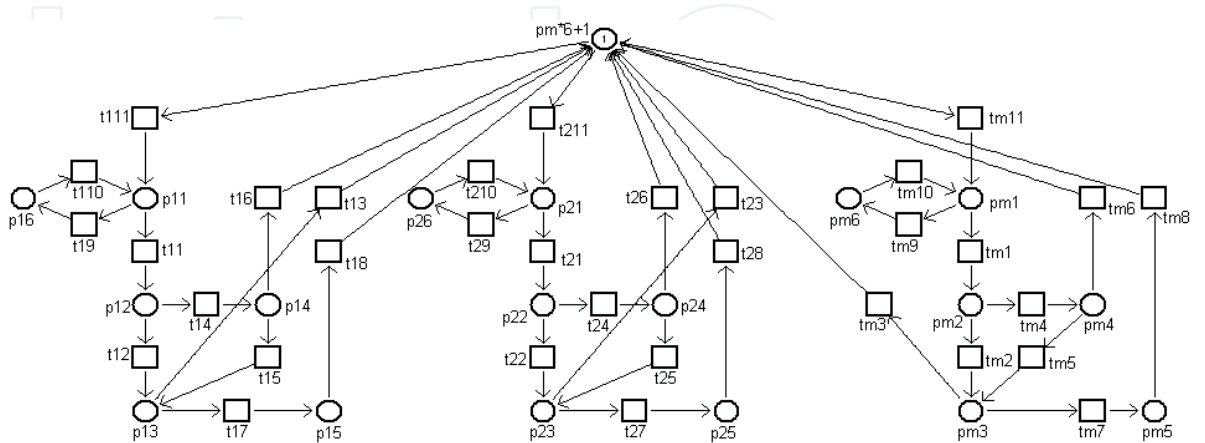 pm*6+1
1
t111 t211 tm11
t110 t210 tm10
p16 p11 t16 t13 p26 p21 t26 t23 pm6 pm1 tm6 tm8
t19 t29 tm9
t11 t18 t21 t28 tm1
p12 p14 p22 p24 tm3 pm2 pm4
t14 t24 tm4
t12 t15 t22 t25 tm2 tm5
p13 t17 p15 p23 t27 p25 pm3 tm7 pm5